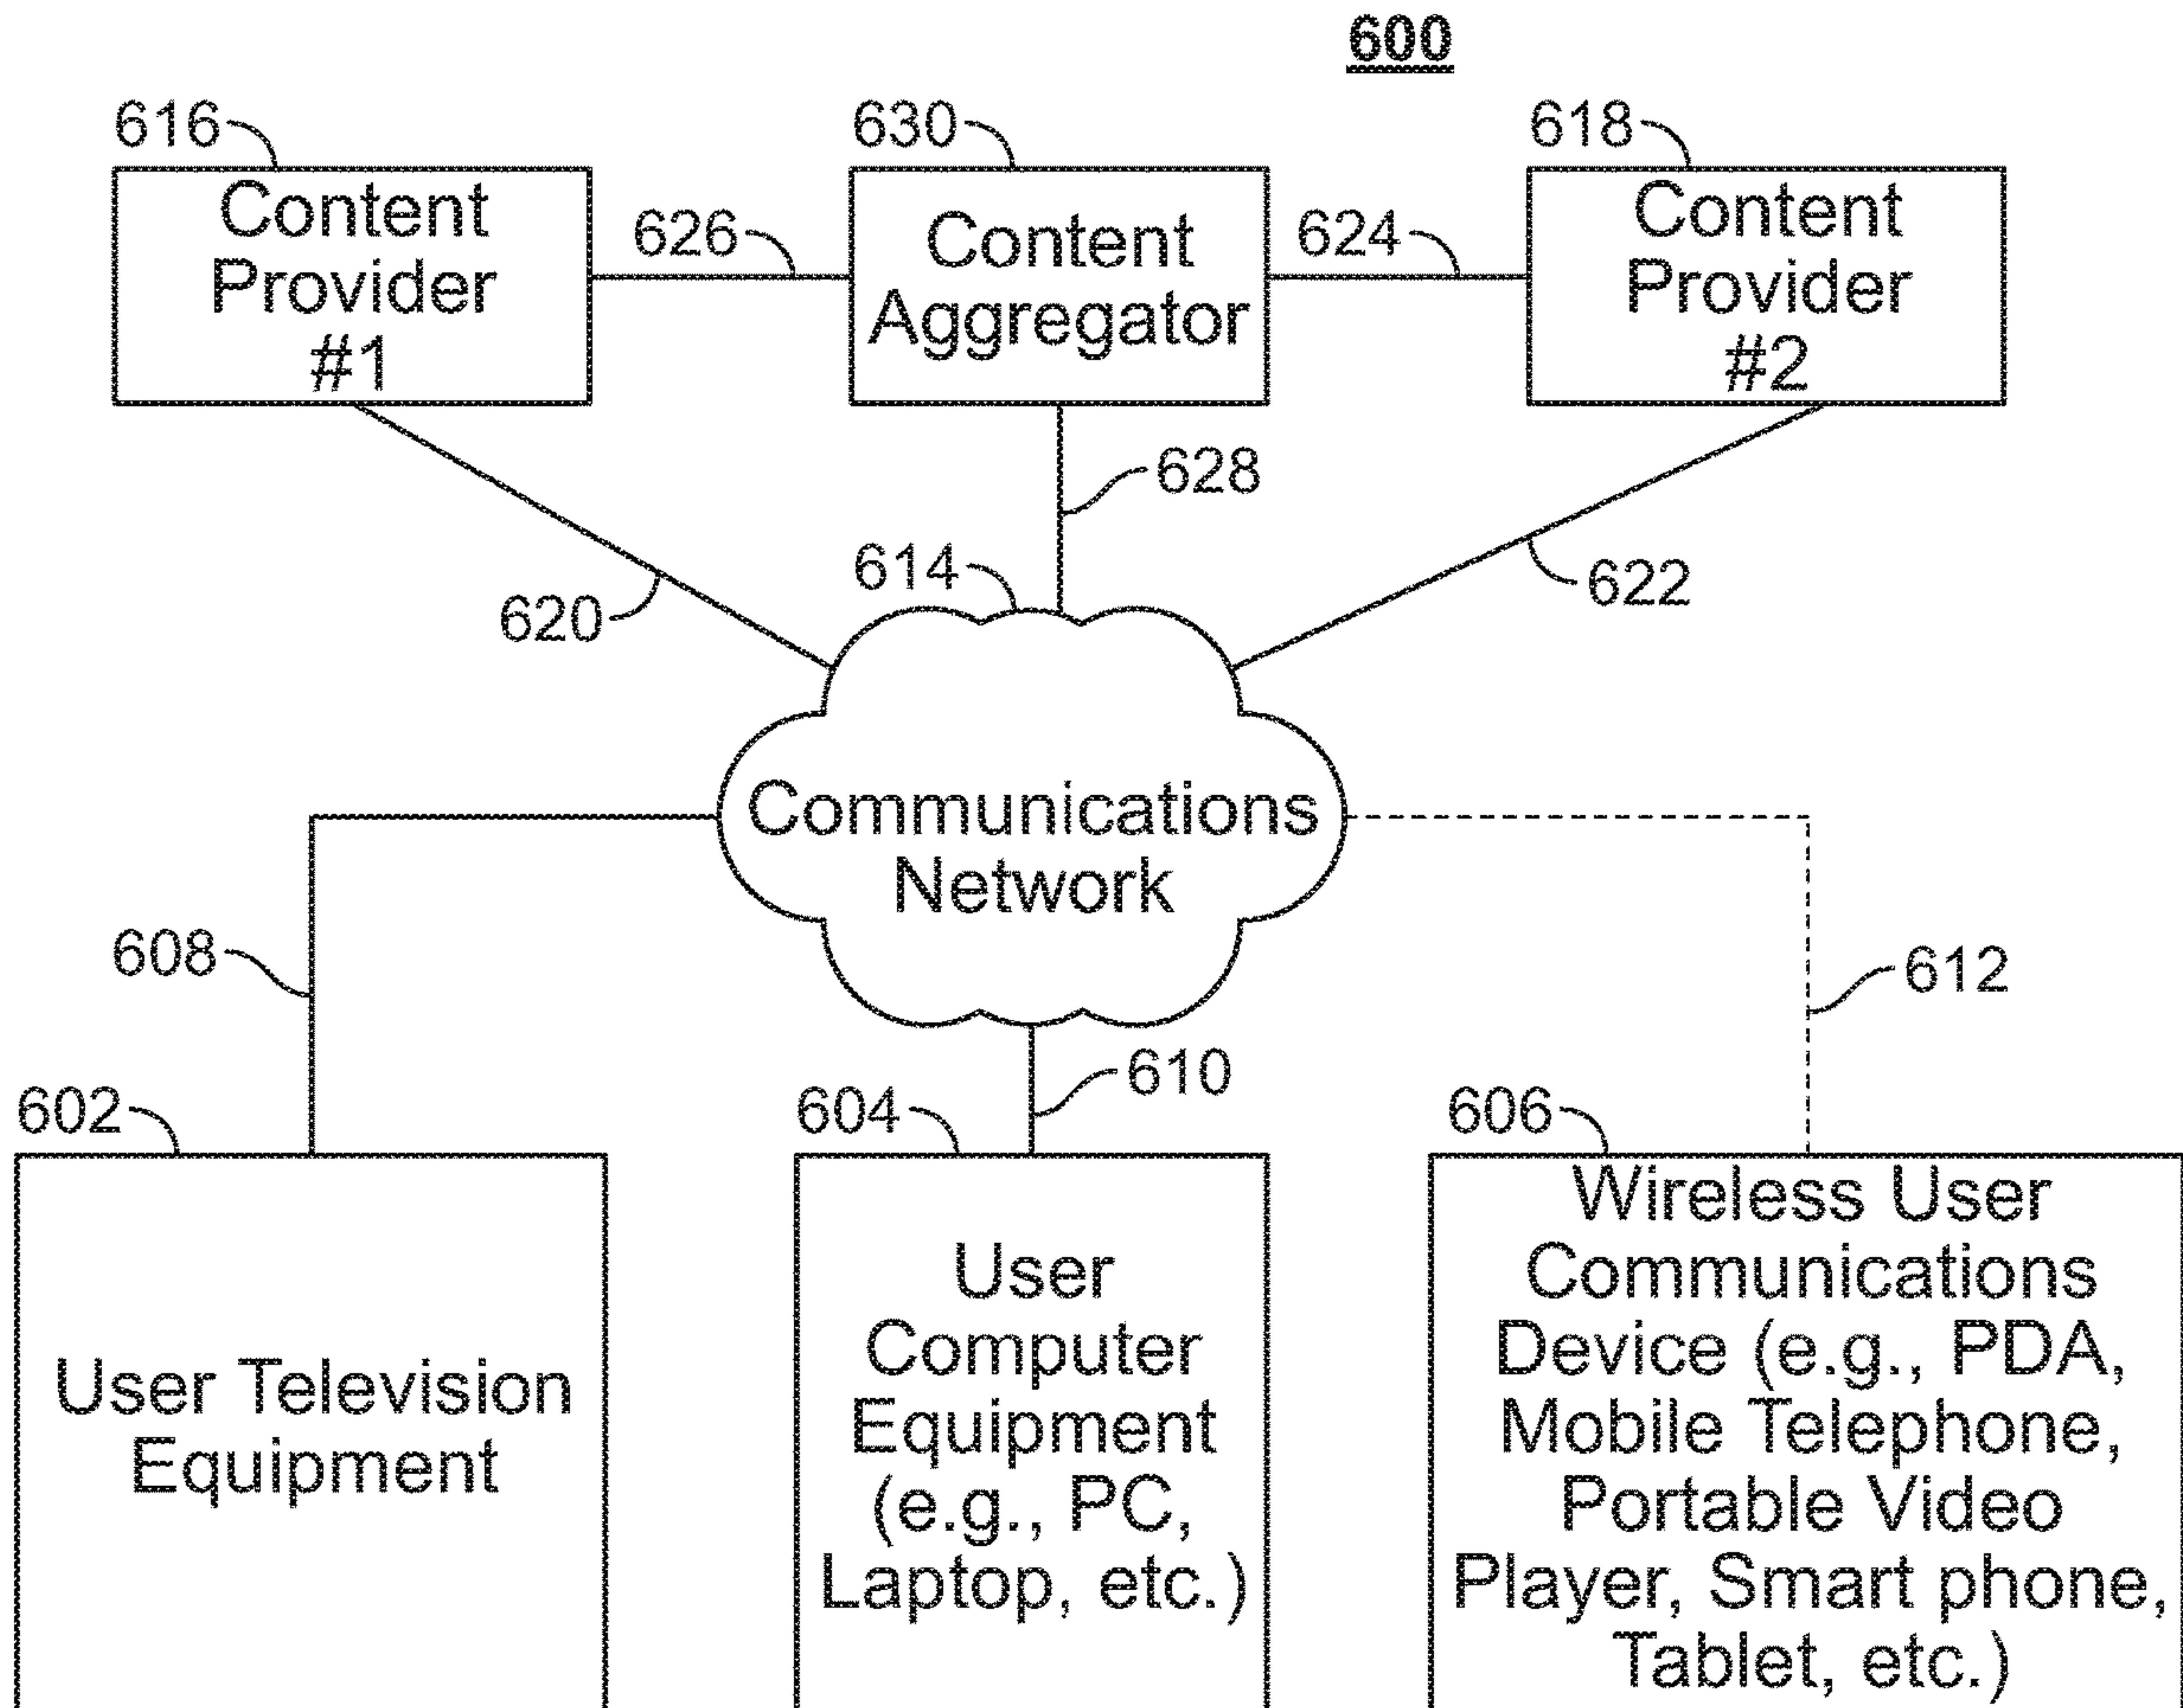 600
616
630
618
Content
Provider
#1
626
Content
Aggregator
624
Content
Provider
#2
628
614
620
622
Communications
Network
608
612
610
602
604
606
User Television
Equipment
User
Computer
Equipment
(e.g., PC,
Laptop, etc.)
Wireless User
Communications
Device (e.g., PDA,
Mobile Telephone,
Portable Video
Player, Smart phone,
Tablet, etc.)